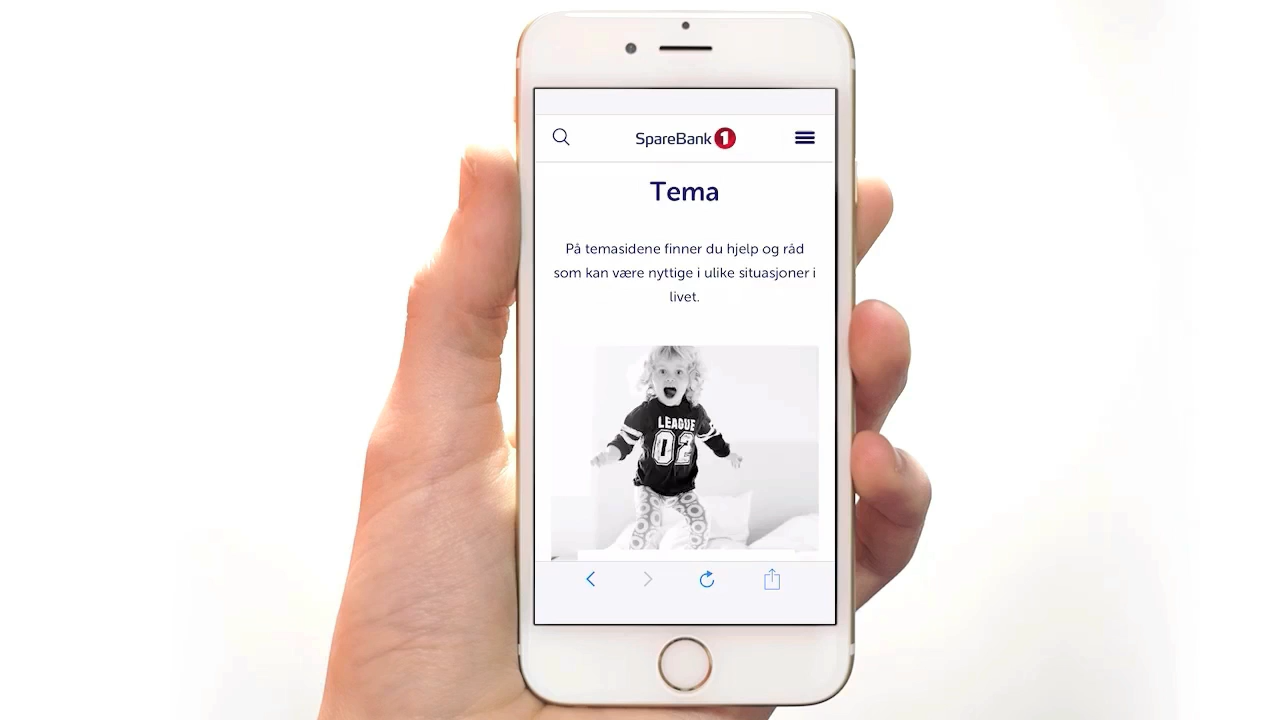 SpareBank 1
Tema
På temasidene finner du hjelp og råd
som kan være nyttige i ulike situasjoner i
livet.
LEAGUE
02